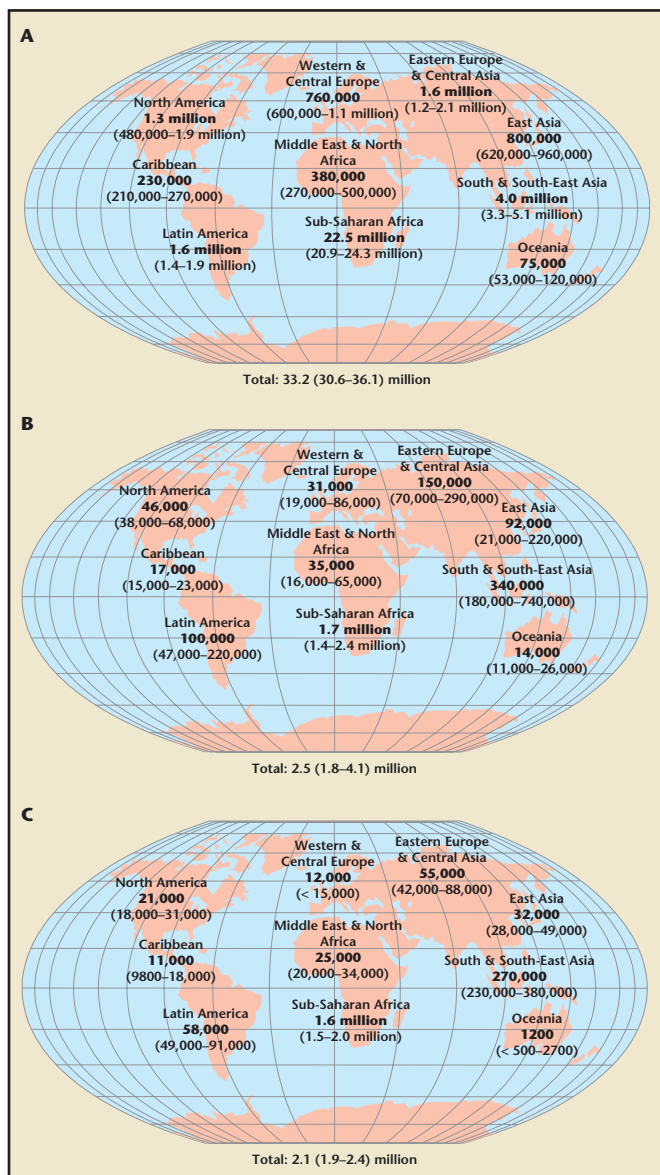 A
Western &
Central Europe
760,000
(600,000–1.1 million)
Eastern Europe
& Central Asia
1.6 million
(1.2–2.1 million)
North America
1.3 million
(480,000–1.9 million)
East Asia
800,000
(620,000–960,000)
Caribbean
230,000
(210,000–270,000)
Middle East & North
Africa
380,000
(270,000–500,000)
South & South-East Asia
4.0 million
(3.3–5.1 million)
Latin America
1.6 million
(1.4–1.9 million)
Sub-Saharan Africa
22.5 million
(20.9–24.3 million)
Oceania
75,000
(53,000–120,000)
Total: 33.2 (30.6–36.1) million
B
Western &
Central Europe
31,000
(19,000–86,000)
Eastern Europe
& Central Asia
150,000
(70,000–290,000)
North America
46,000
(38,000–68,000)
East Asia
92,000
(21,000–220,000)
Caribbean
17,000
(15,000–23,000)
Middle East & North
Africa
35,000
(16,000–65,000)
South & South-East Asia
340,000
(180,000–740,000)
Latin America
100,000
(47,000–220,000)
Sub-Saharan Africa
1.7 million
(1.4–2.4 million)
Oceania
14,000
(11,000–26,000)
Total: 2.5 (1.8–4.1) million
C
Western &
Central Europe
12,000
(< 15,000)
Eastern Europe
& Central Asia
55,000
(42,000–88,000)
North America
21,000
(18,000–31,000)
East Asia
32,000
(28,000–49,000)
Caribbean
11,000
(9800–18,000)
Middle East & North
Africa
25,000
(20,000–34,000)
South & South-East Asia
270,000
(230,000–380,000)
Latin America
58,000
(49,000–91,000)
Sub-Saharan Africa
1.6 million
(1.5–2.0 million)
Oceania
1200
(< 500–2700)
Total: 2.1 (1.9–2.4) million